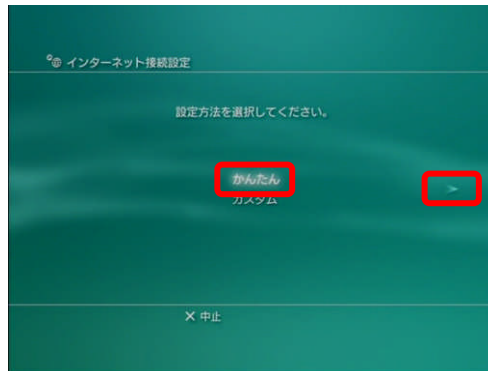 インターネット接続設定
設定方法を選択してください。
かんたん
カスタム
× 中止